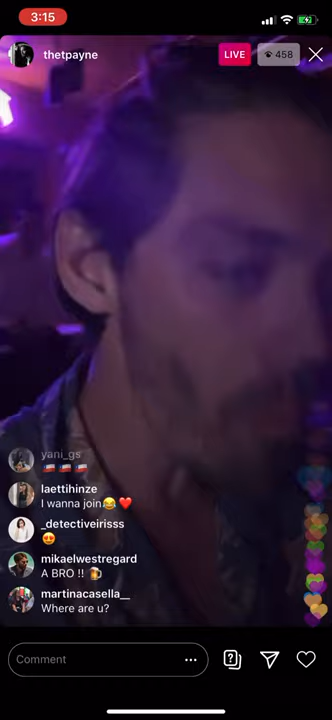 3:15
thetpayne
LIVE
458
yani_gs
🇨🇱 🇨🇱 🇨🇱
laettihinze
I wanna join😂❤️
_detectiveirisss
😍
mikaelwestregard
A BRO !! 🍺
martinacasella__
Where are u?
Comment